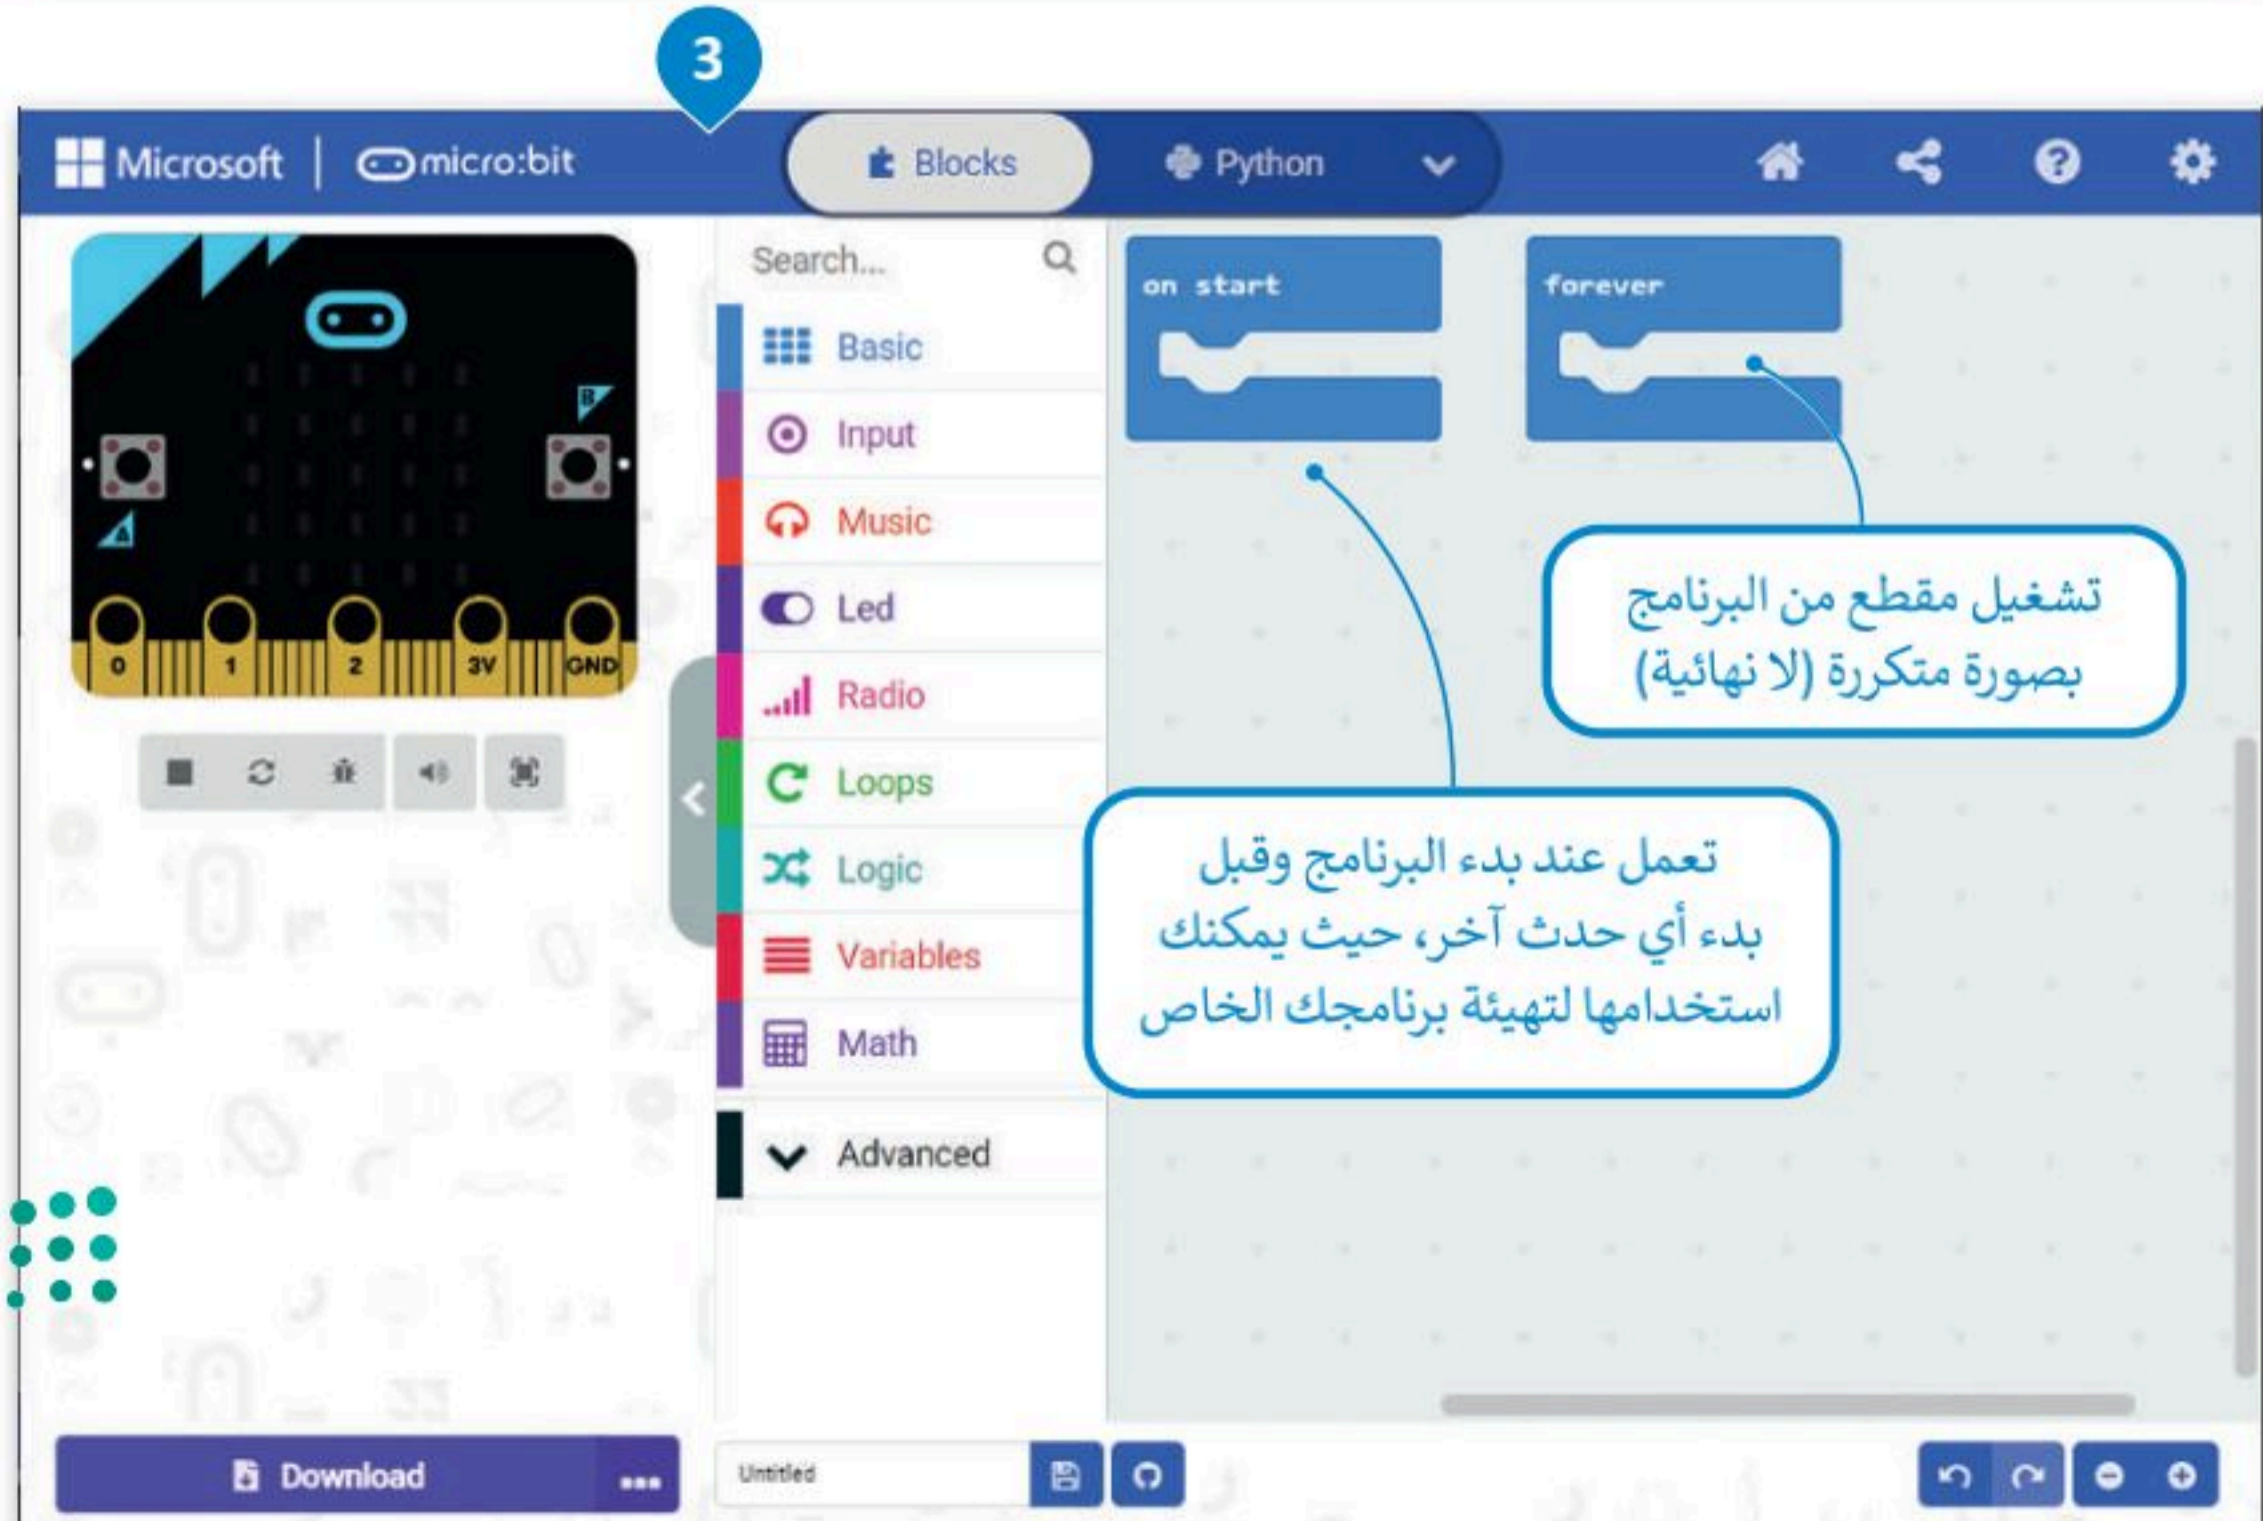 3
Microsoft | micro:bit
Blocks
Python
Search...
on start
forever
Basic
B
Input
Music
A
Led
تشغيل مقطع من البرنامج
بصورة متكررة (لا نهائية)
0 1 2 3V GND
Radio
Loops
Logic
تعمل عند بدء البرنامج وقبل
بدء أي حدث آخر، حيث يمكنك
استخدامها لتهيئة برنامجك الخاص
Variables
Math
Advanced
Download
...
Untitled